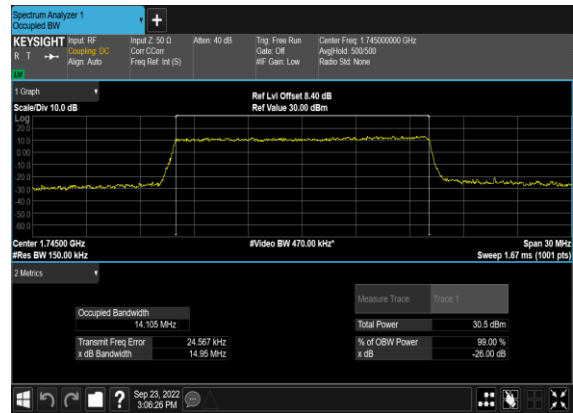 Spectrum Analyzer 1
Occupied BW
+
KEYSIGHT Input: RF Input Z: 50 Ω Atten: 40 dB Trig: Free Run Center Freq: 1.745000000 GHz
R T Coupling: DC Corr CCorr Gate: Off Avg|Hold: 500/500
Align: Auto Freq Ref: Int (S) #IF Gain: Low Radio Std: None
LXI
1 Graph
Ref Lvl Offset 8.40 dB
Scale/Div 10.0 dB Ref Value 30.00 dBm
Log
20.0
10.0
0.00
-10.0
-20.0
-30.0
-40.0
-50.0
-60.0
Center 1.74500 GHz #Video BW 470.00 kHz* Span 30 MHz
#Res BW 150.00 kHz Sweep 1.67 ms (1001 pts)
2 Metrics
Measure Trace Trace 1
Occupied Bandwidth
14.105 MHz Total Power 30.5 dBm
Transmit Freq Error 24.567 kHz % of OBW Power 99.00 %
x dB Bandwidth 14.95 MHz x dB -26.00 dB
? Sep 23, 2022
3:06:26 PM